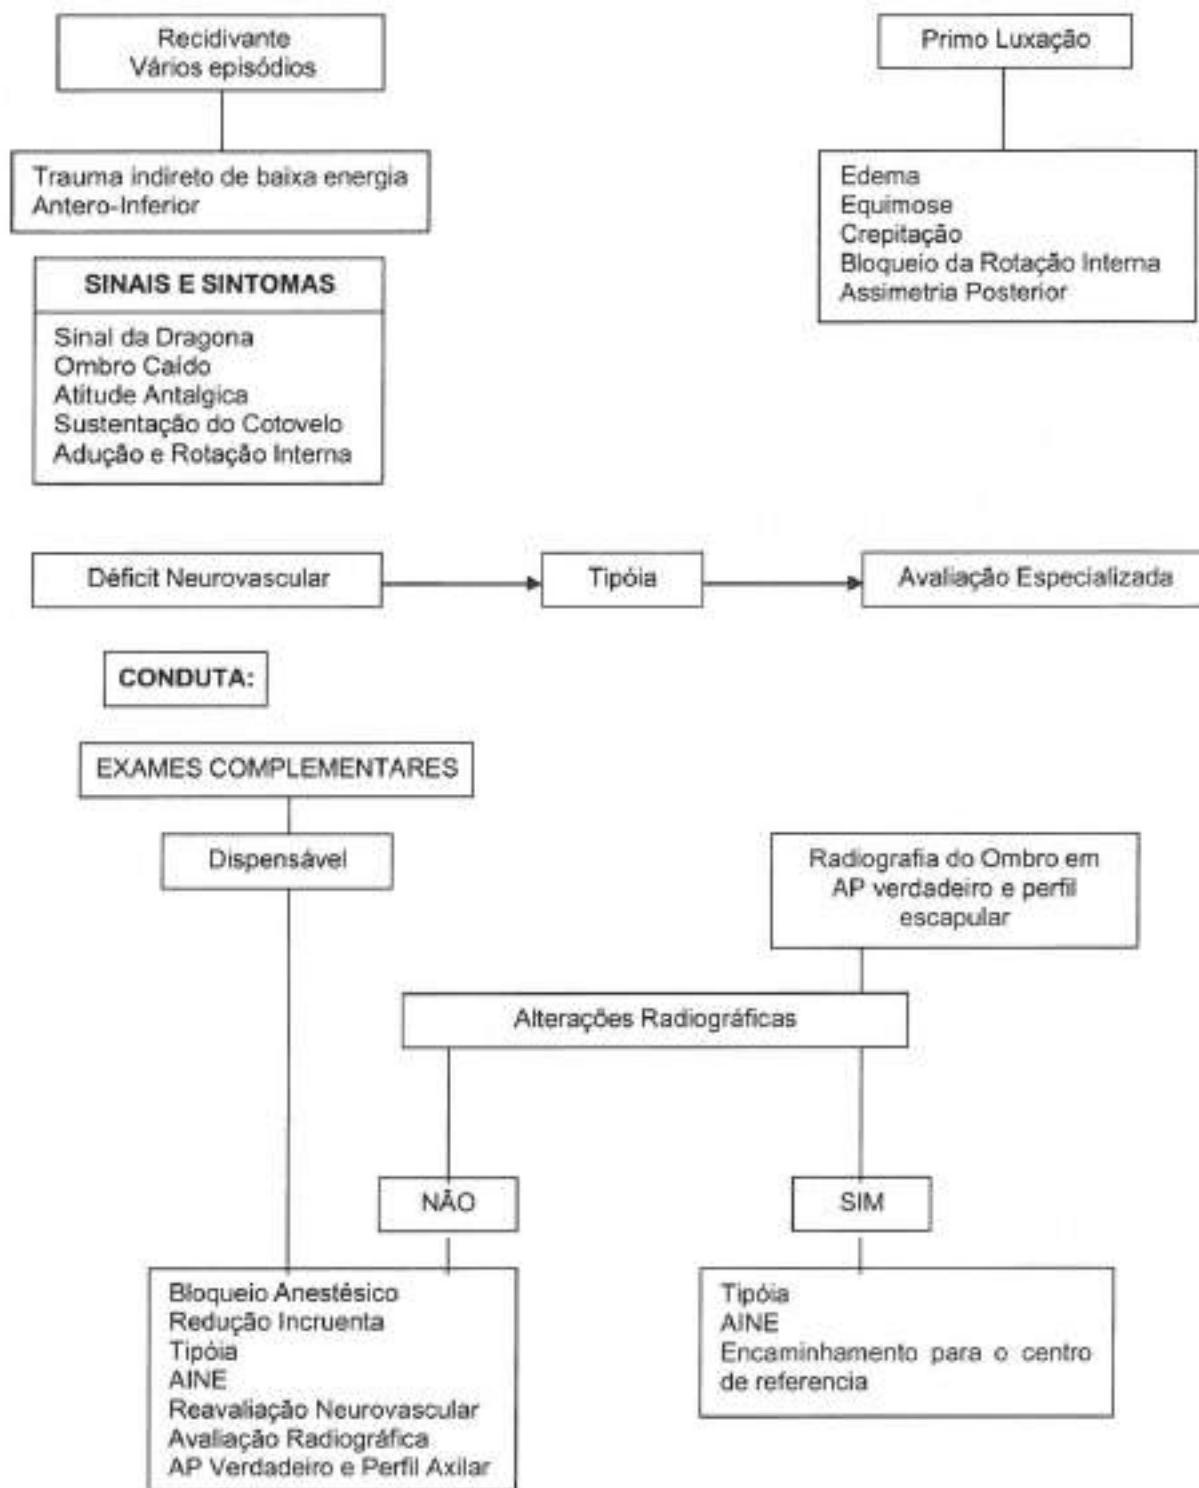 Recidivante
Vários episódios
Primo Luxação
Trauma indireto de baixa energia
Antero-Inferior
Edema
Equimose
Crepitação
Bloqueio da Rotação Interna
Assimetria Posterior
SINAIS E SINTOMAS
Sinal da Dragona
Ombro Caído
Atitude Antalgica
Sustentação do Cotovelo
Adução e Rotação Interna
Déficit Neurovascular
Tipóia
Avaliação Especializada
CONDUTA:
EXAMES COMPLEMENTARES
Dispensável
Radiografia do Ombro em
AP verdadeiro e perfil
escapular
Alterações Radiográficas
NÃO
SIM
Bloqueio Anestésico
Redução Incruenta
Tipóia
AINE
Reavaliação Neurovascular
Avaliação Radiográfica
AP Verdadeiro e Perfil Axilar
Tipóia
AINE
Encaminhamento para o centro
de referencia